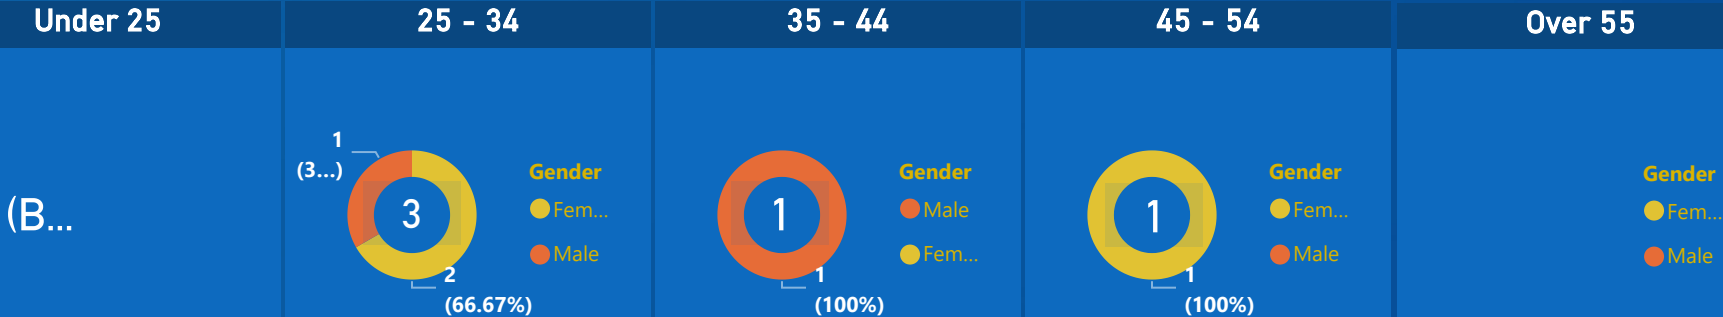 Under 25
25 - 34
35 - 44
45 - 54
Over 55
(B...
1
(3...)
3
2
(66.67%)
Gender
Fem...
Male
1
1
(100%)
Gender
Male
Fem...
1
1
(100%)
Gender
Fem...
Male
Gender
Fem...
Male